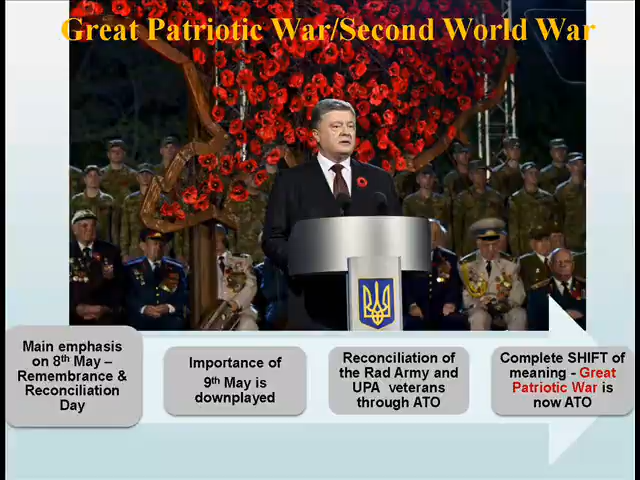 Great Patriotic War/Second World War
Main emphasis
on 8th May –
Remembrance &
Reconciliation
Day
Importance of
9th May is
downplayed
Reconciliation of
the Rad Army and
UPA veterans
through ATO
Complete SHIFT of
meaning - Great
Patriotic War is
now ATO